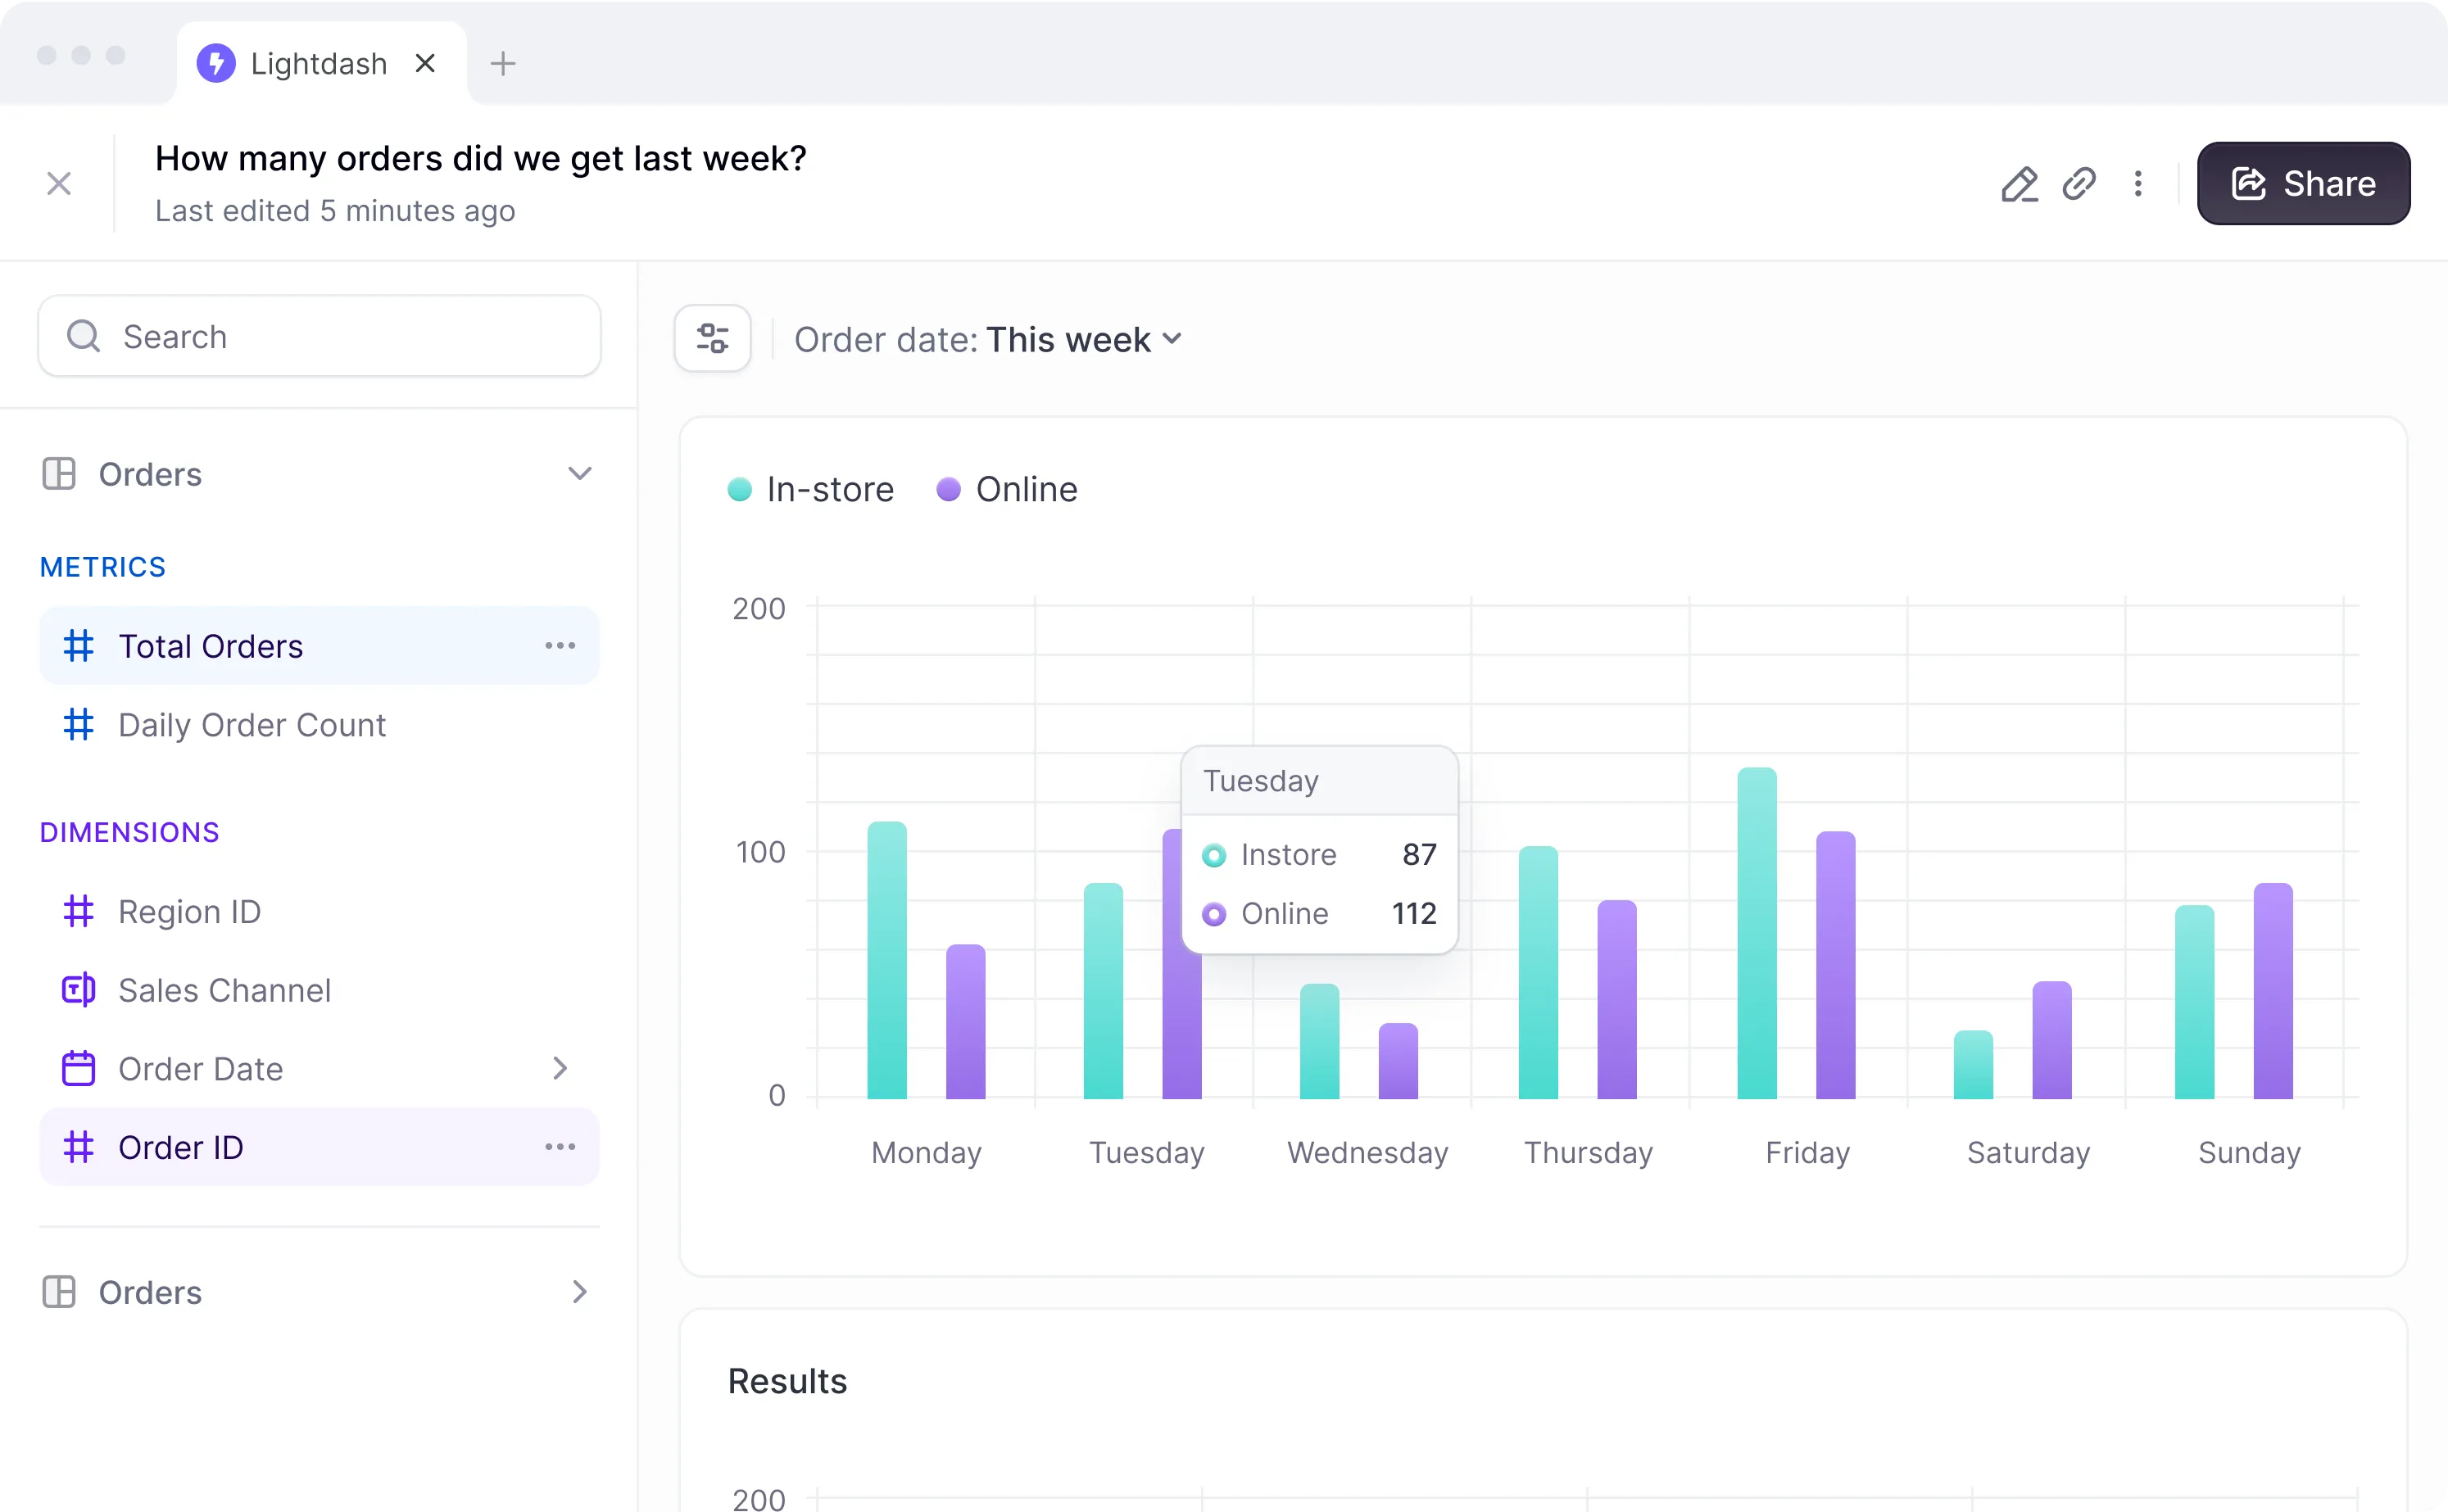 Lightdash
How many orders did we get last week?
Last edited 5 minutes ago
Share
Search
Orders
METRICS
Total Orders
Daily Order Count
DIMENSIONS
Region ID
Sales Channel
Order Date
Order ID
Orders
Order date: This week
In-store Online
200
100
0
Tuesday
Instore 87
Online 112
Monday Tuesday Wednesday Thursday Friday Saturday Sunday
Results
200